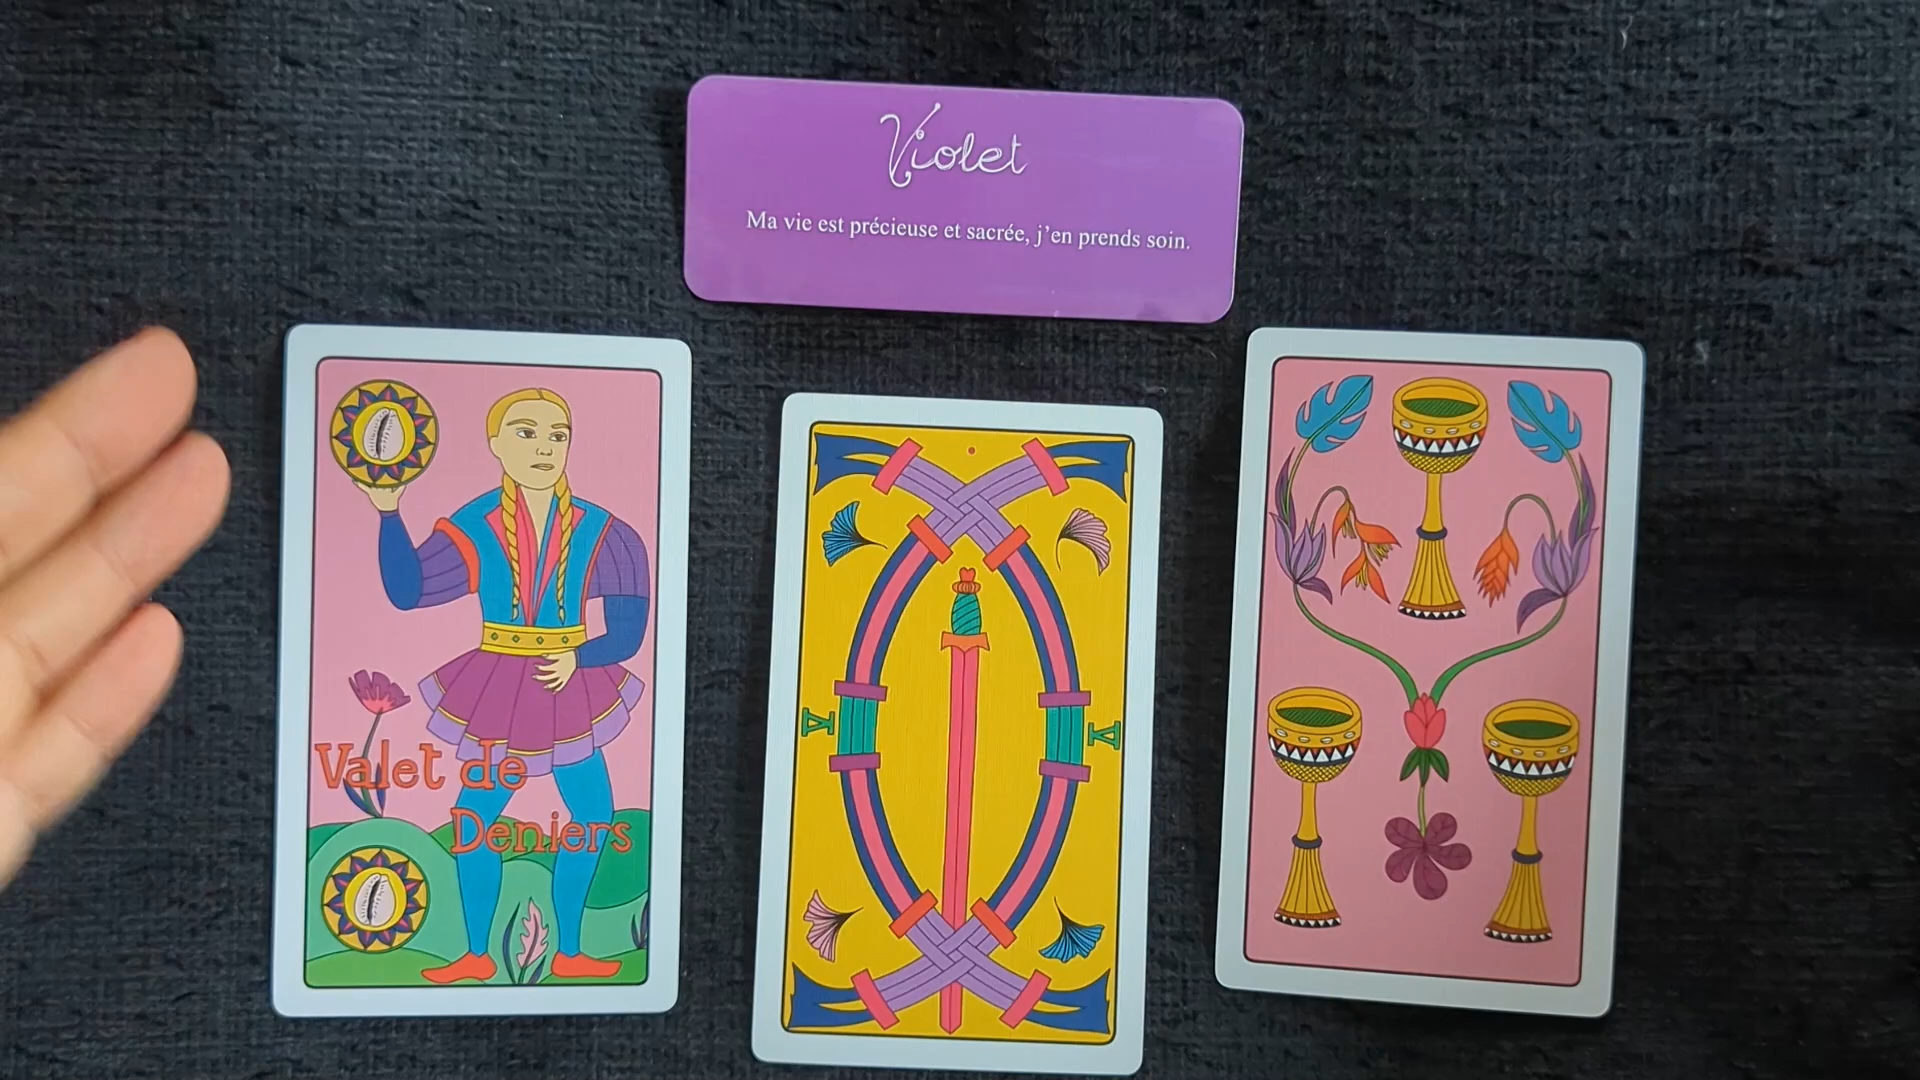 Violet
Ma vie est précieuse et sacrée, j'en prends soin.
Valet de
Deniers
V
V